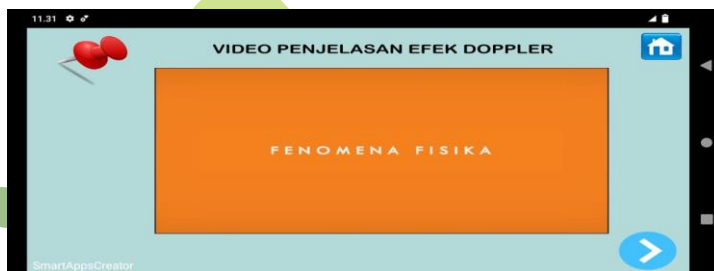 11.31
VIDEO PENJELASAN EFEK DOPPLER
FENOMENA FISIKA
SmartAppsCreator